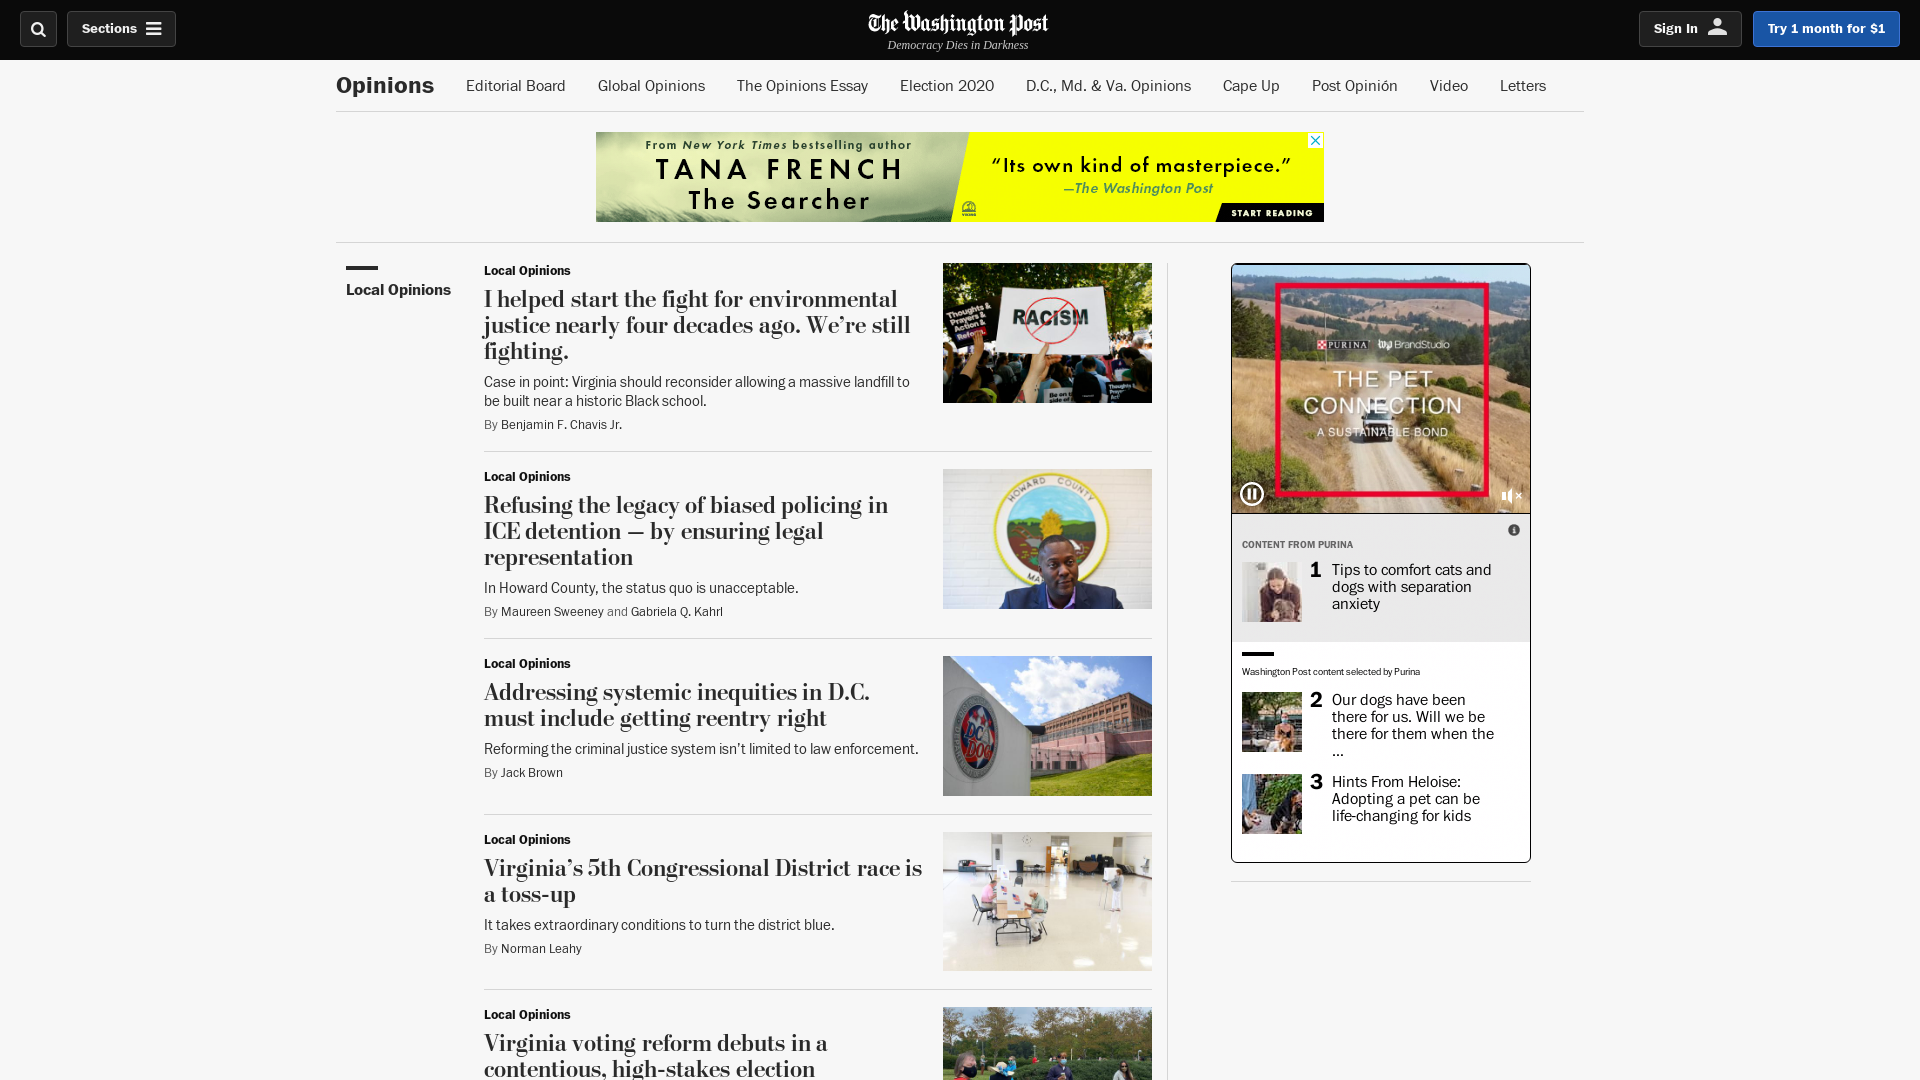 Sections
The Washington Post
Democracy Dies in Darkness
Sign In
Try 1 month for $1
Opinions
Editorial Board
Global Opinions
The Opinions Essay
Election 2020
D.C., Md. & Va. Opinions
Cape Up
Post Opinión
Video
Letters
From New York Times bestselling author
TANA FRENCH
The Searcher
“Its own kind of masterpiece.”
—The Washington Post
START READING
Local Opinions
Local Opinions
I helped start the fight for environmental
justice nearly four decades ago. We’re still
fighting.
Case in point: Virginia should reconsider allowing a massive landfill to
be built near a historic Black school.
By Benjamin F. Chavis Jr.
Thoughts &
Prayers
Action &
Reform.
RACISM
Local Opinions
Refusing the legacy of biased policing in
ICE detention — by ensuring legal
representation
In Howard County, the status quo is unacceptable.
By Maureen Sweeney and Gabriela Q. Kahrl
HOWARD COUNTY
Local Opinions
Addressing systemic inequities in D.C.
must include getting reentry right
Reforming the criminal justice system isn’t limited to law enforcement.
By Jack Brown
DC
DOC
Local Opinions
Virginia’s 5th Congressional District race is
a toss-up
It takes extraordinary conditions to turn the district blue.
By Norman Leahy
Local Opinions
Virginia voting reform debuts in a
contentious, high-stakes election
PURINA
wp BrandStudio
THE PET
CONNECTION
A SUSTAINABLE BOND
CONTENT FROM PURINA
1 Tips to comfort cats and
dogs with separation
anxiety
Washington Post content selected by Purina
2 Our dogs have been
there for us. Will we be
there for them when the
...
3 Hints From Heloise:
Adopting a pet can be
life-changing for kids